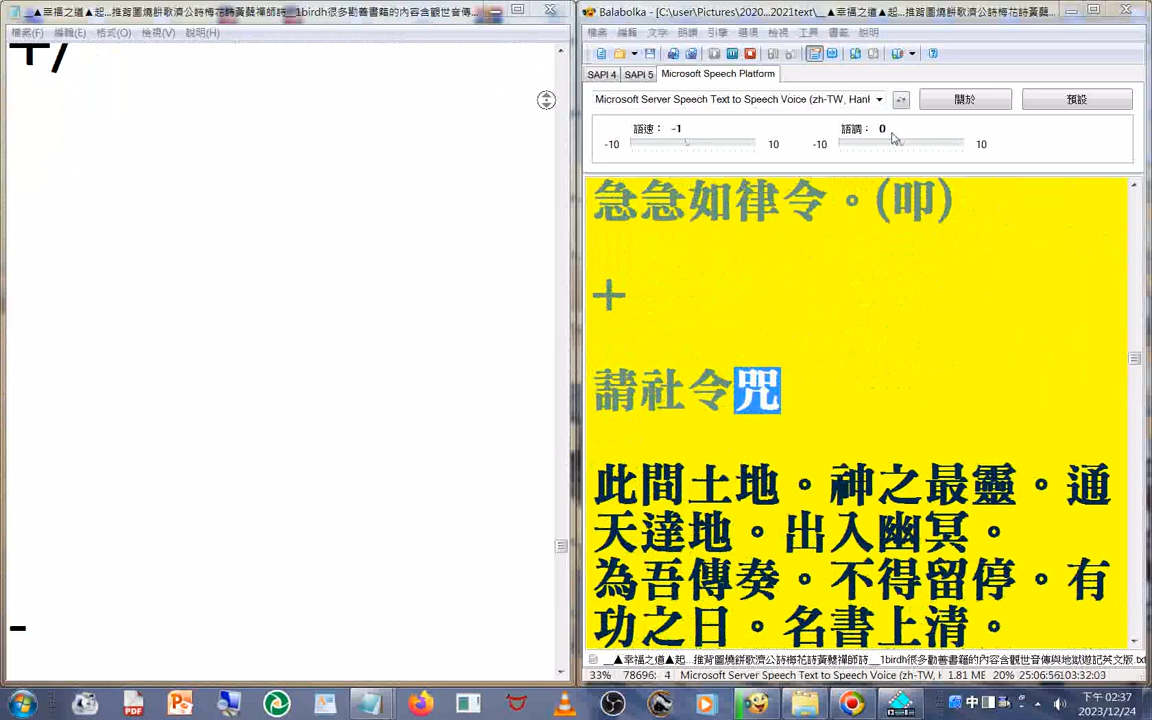 __▲幸福之道▲起...推背圖燒餅歌濟公詩梅花詩黃蘗禪師詩__1birdh很多勸善書籍的內容含觀世音傳...
檔案(F) 編輯(E) 格式(O) 檢視(V) 說明(H)
Balabolka - [C:\user\Pictures\2020...2021text\__▲幸福之道▲起...推背圖燒餅歌濟公詩梅花詩黃蘗...
檔案 編輯 文字 朗讀 引擎 選項 檢視 工具 書籤 說明
SAPI 4 SAPI 5 Microsoft Speech Platform
Microsoft Server Speech Text to Speech Voice (zh-TW, Hanl
關於
預設
語速： -1
語調： 0
-10 10 -10 10
急急如律令。(叩)
+
請社令咒
此間土地。神之最靈。通
天達地。出入幽冥。
為吾傳奏。不得留停。有
功之日。名書上清。
__▲幸福之道▲起...推背圖燒餅歌濟公詩梅花詩黃蘗禪師詩__1birdh很多勸善書籍的內容含觀世音傳與地獄遊記英文版.txt
33% 78696: 4 Microsoft Server Speech Text to Speech Voice (zh-TW, H 1.81 ME 20% 25:06:56|103:32:03
PDF
中
下午 02:37
2023/12/24